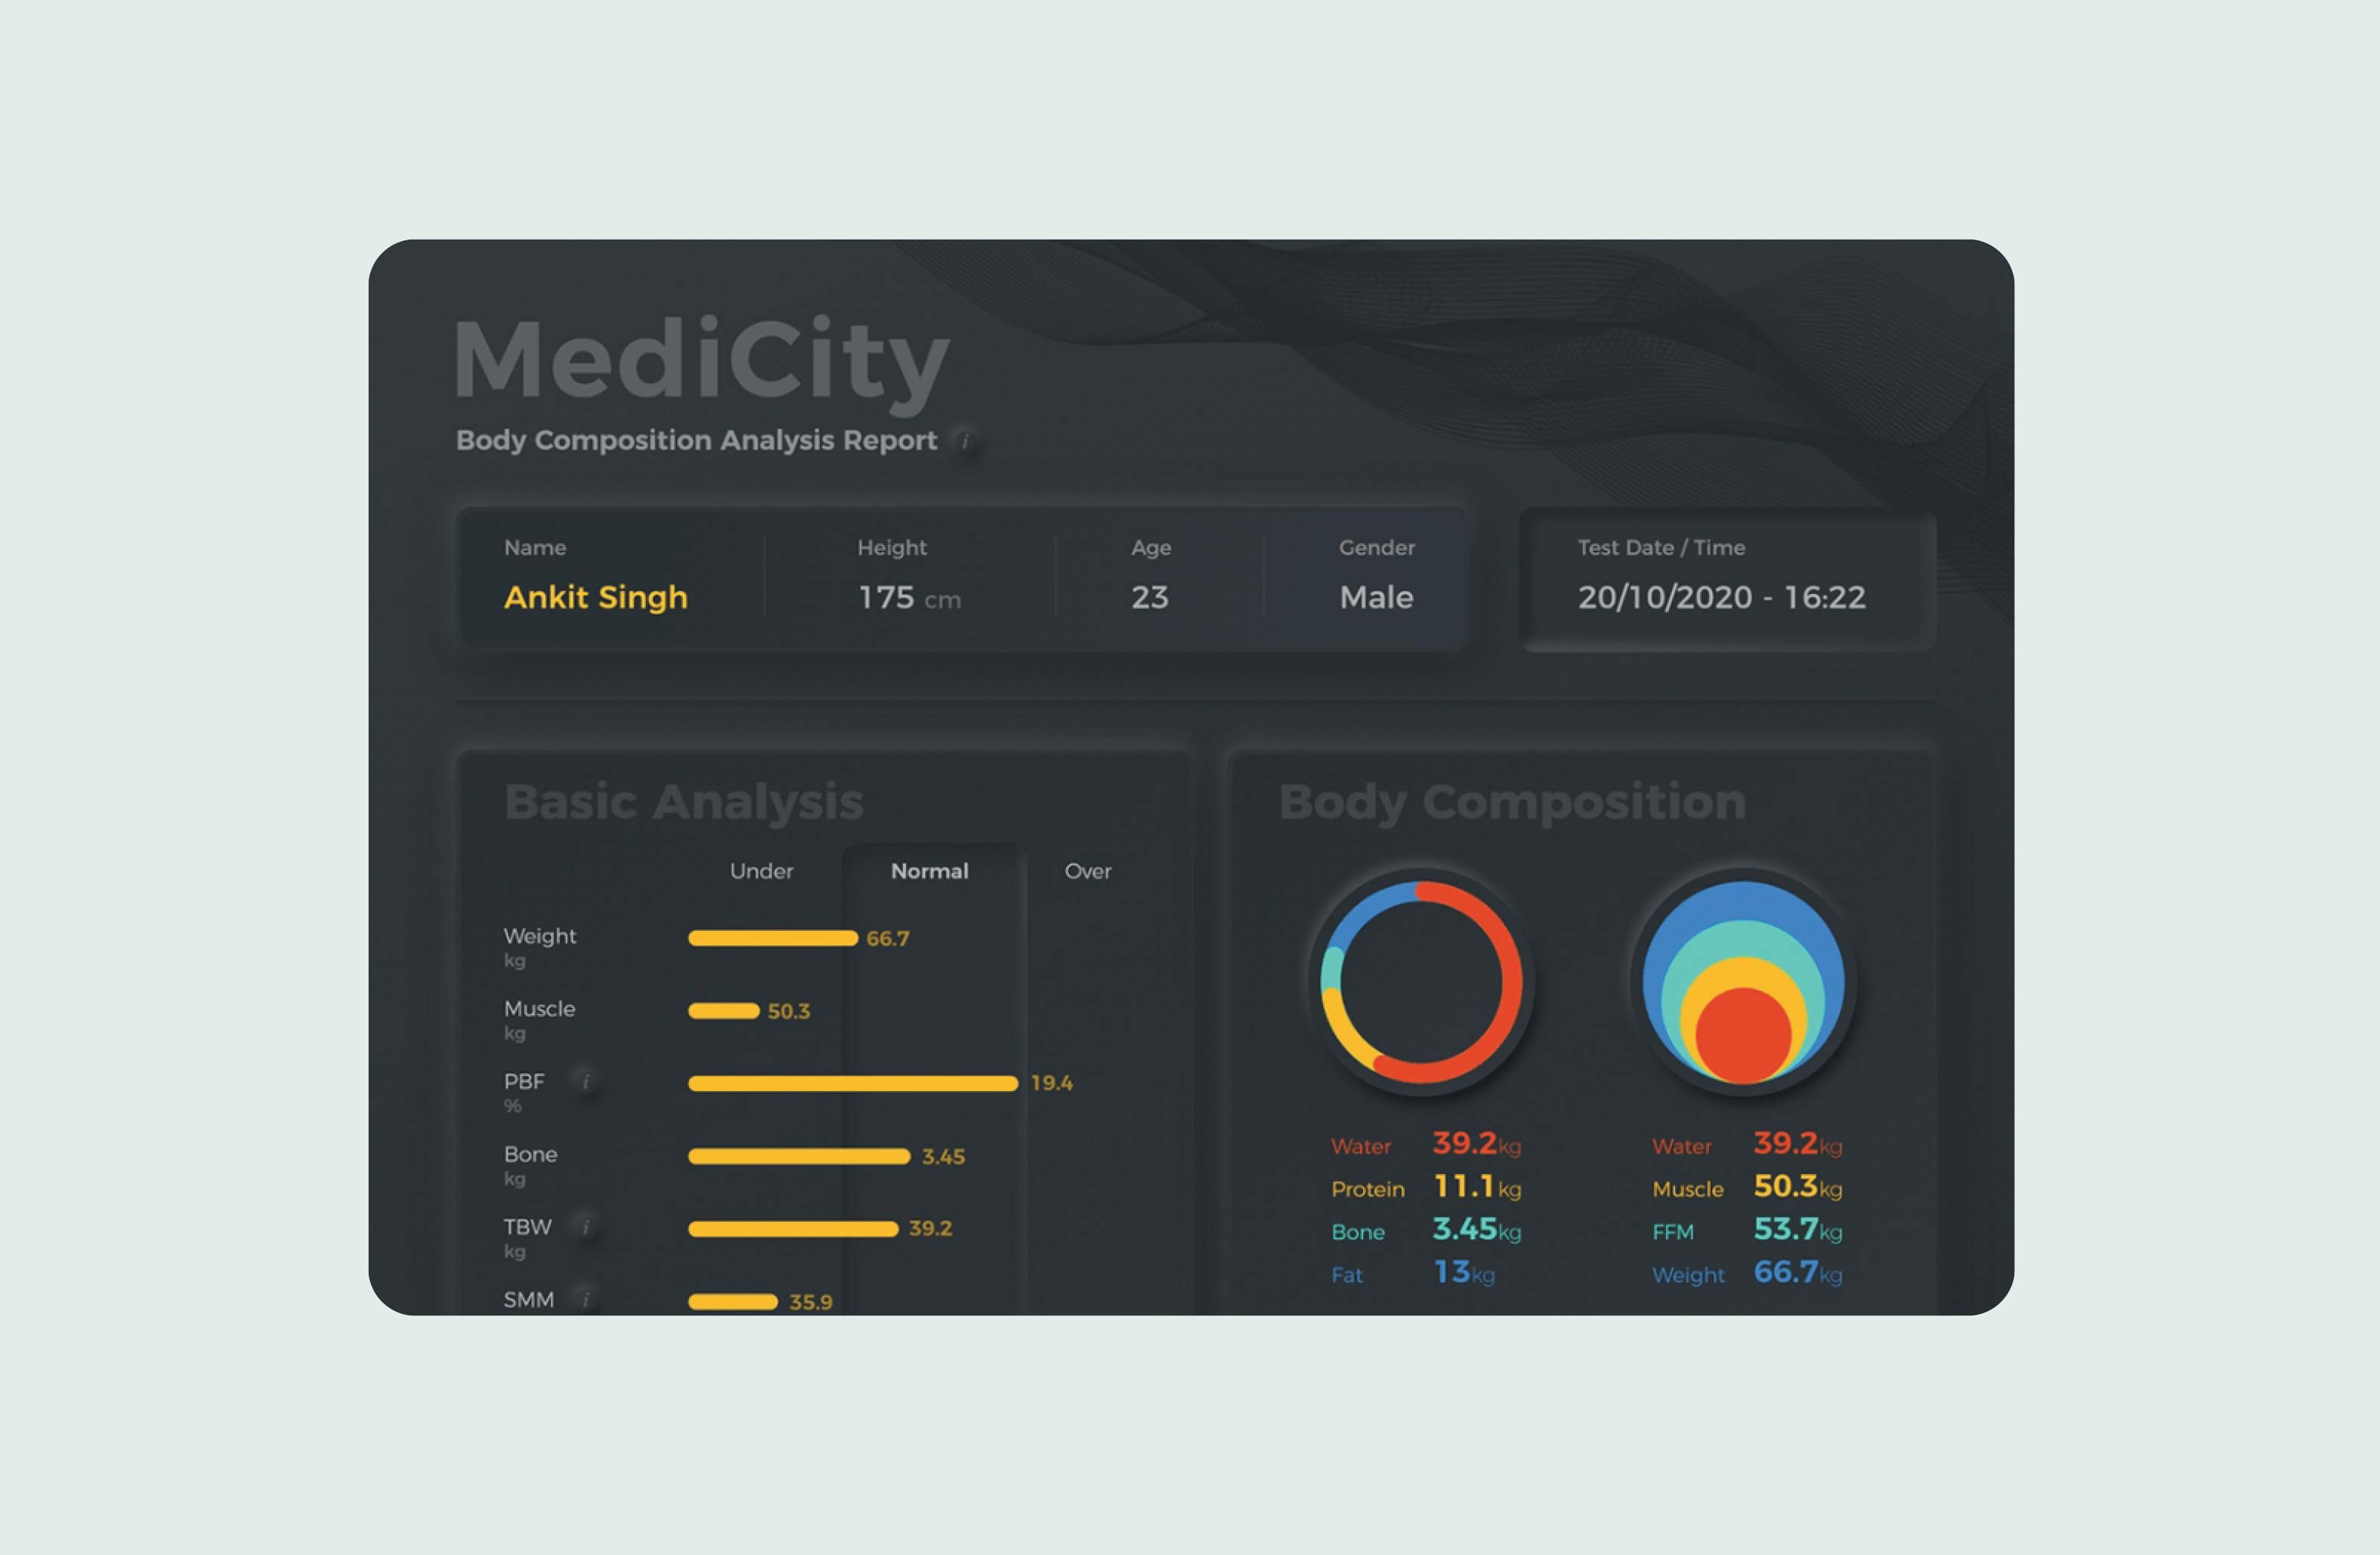 MediCity
Body Composition Analysis Report i
Name Height Age Gender Test Date / Time
Ankit Singh 175 cm 23 Male 20/10/2020 - 16:22
Basic Analysis
Under Normal Over
Weight 66.7
kg
Muscle 50.3
kg
PBF i 19.4
%
Bone 3.45
kg
TBW i 39.2
kg
SMM i 35.9
Body Composition
Water 39.2kg
Protein 11.1kg
Bone 3.45kg
Fat 13kg
Water 39.2kg
Muscle 50.3kg
FFM 53.7kg
Weight 66.7kg